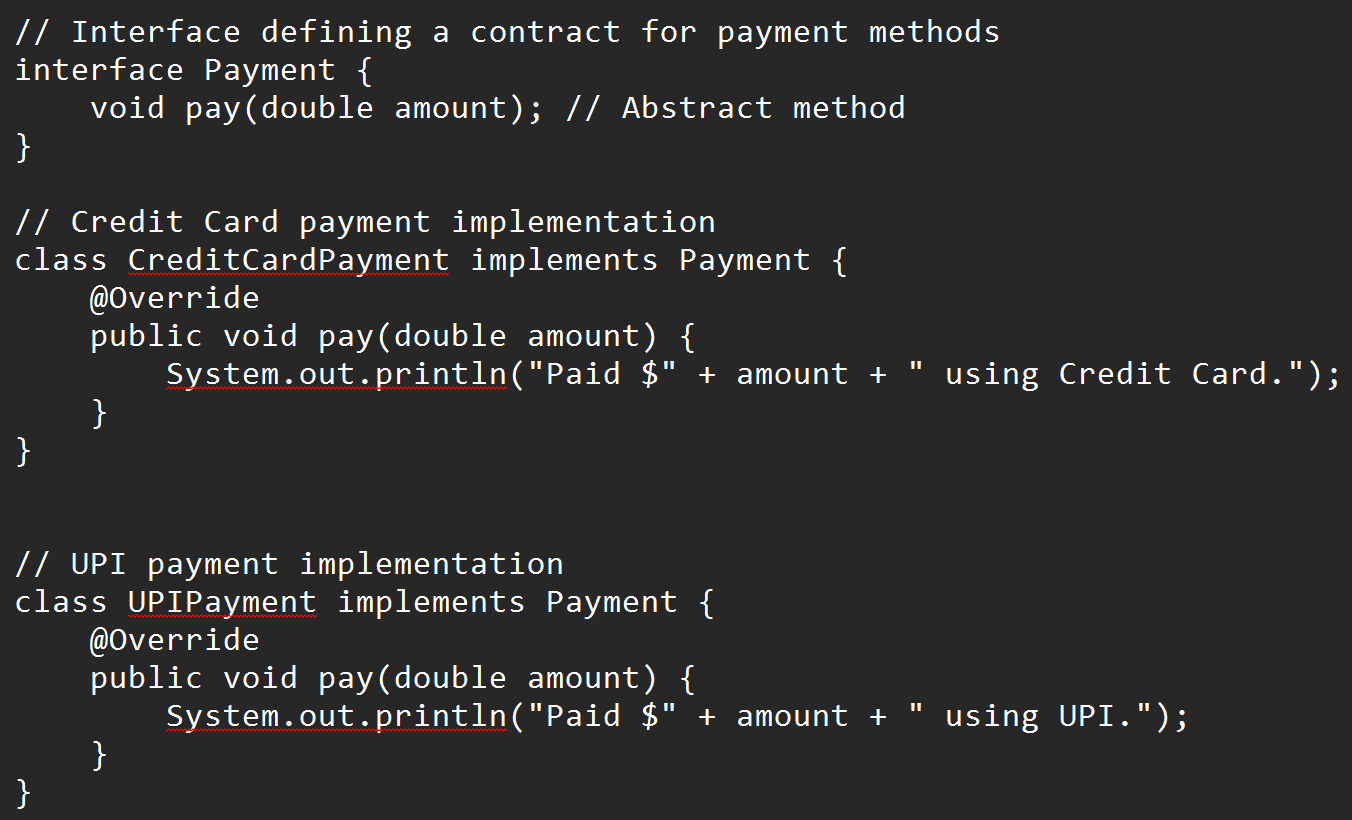 // Interface defining a contract for payment methods
interface Payment {
    void pay(double amount); // Abstract method
}

// Credit Card payment implementation
class CreditCardPayment implements Payment {
    @Override
    public void pay(double amount) {
        System.out.println("Paid $" + amount + " using Credit Card.");
    }
}


// UPI payment implementation
class UPIPayment implements Payment {
    @Override
    public void pay(double amount) {
        System.out.println("Paid $" + amount + " using UPI.");
    }
}